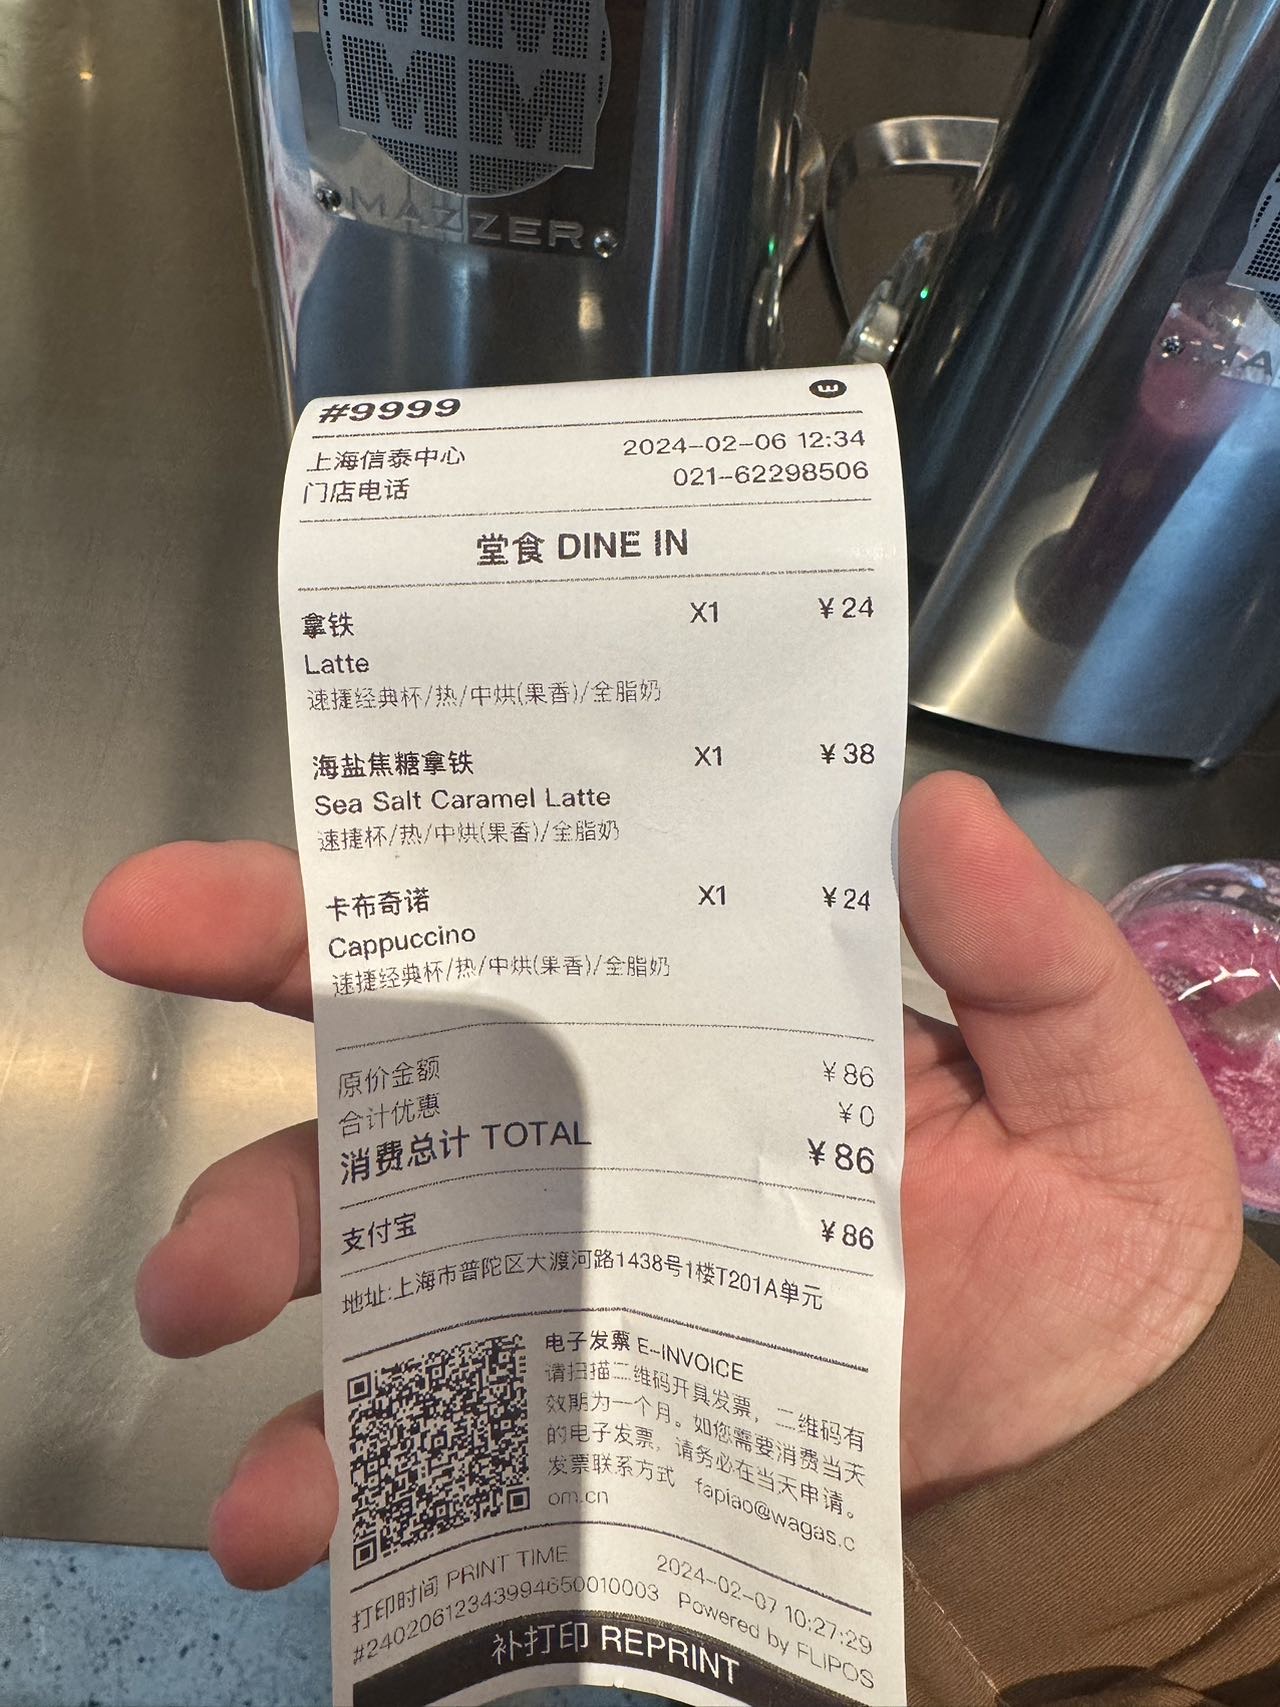 MAZZER
#9999
上海信泰中心 2024-02-06 12:34
门店电话 021-62298506
堂食 DINE IN
拿铁 X1 ¥24
Latte
速捷经典杯/热/中烘(果香)/全脂奶
海盐焦糖拿铁 X1 ¥38
Sea Salt Caramel Latte
速捷杯/热/中烘(果香)/全脂奶
卡布奇诺 X1 ¥24
Cappuccino
速捷经典杯/热/中烘(果香)/全脂奶
原价金额 ¥86
合计优惠 ¥0
消费总计 TOTAL ¥86
支付宝 ¥86
地址:上海市普陀区大渡河路1438号1楼T201A单元
电子发票 E-INVOICE
请扫描二维码开具发票，二维码有
效期为一个月。如您需要消费当天
的电子发票，请务必在当天申请。
发票联系方式 fapiao@wagas.c
om.cn
打印时间 PRINT TIME 2024-02-07 10:27:29
#24020612343994650010003 Powered by FLIPOS
补打印 REPRINT